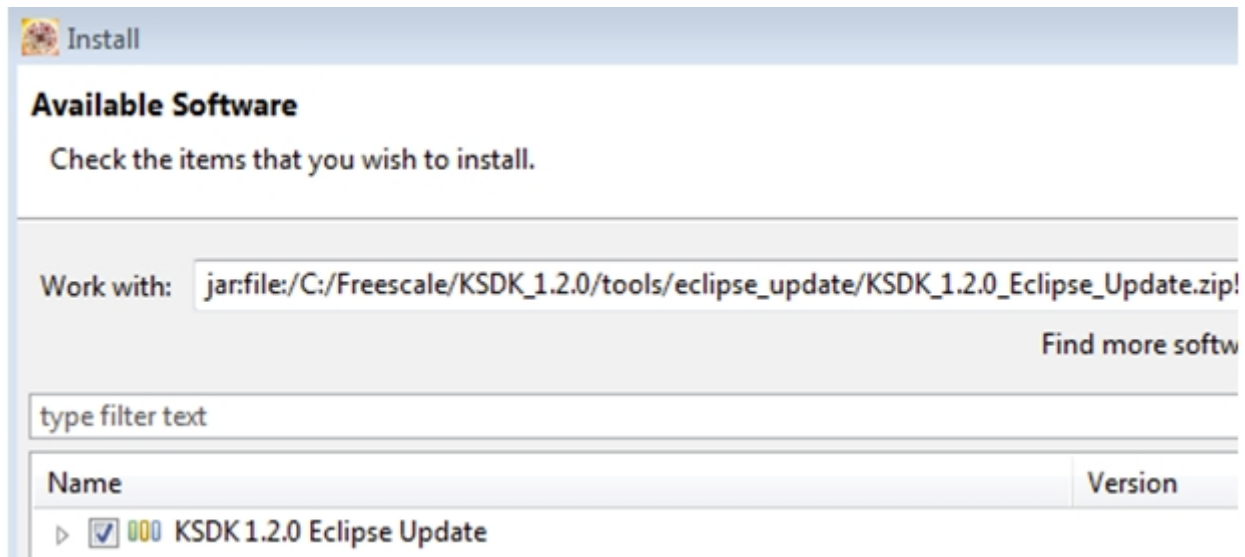 Install
Available Software
Check the items that you wish to install.
Work with: jar:file:/C:/Freescale/KSDK_1.2.0/tools/eclipse_update/KSDK_1.2.0_Eclipse_Update.zip!
Find more softw
type filter text
Name Version
KSDK 1.2.0 Eclipse Update